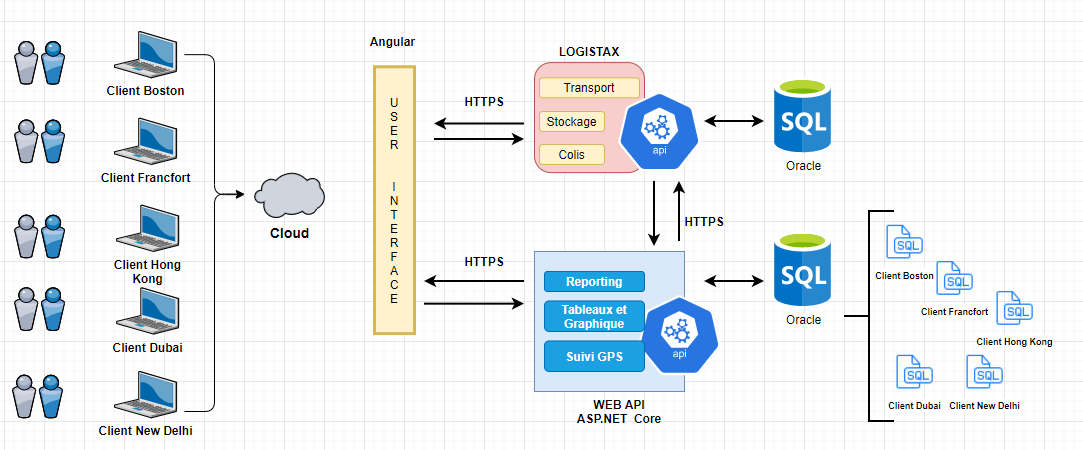 Client Boston
Client Francfort
Client Hong
Kong
Client Dubai
Client New Delhi
Cloud
Angular
USER INTERFACE
HTTPS
HTTPS
LOGISTAX
Transport
Stockage
Colis
api
SQL
Oracle
HTTPS
Reporting
Tableaux et
Graphique
Suivi GPS
api
WEB API
ASP.NET Core
SQL
Oracle
SQL
Client Boston
SQL
Client Francfort
SQL
Client Hong Kong
SQL
Client Dubai
SQL
Client New Delhi